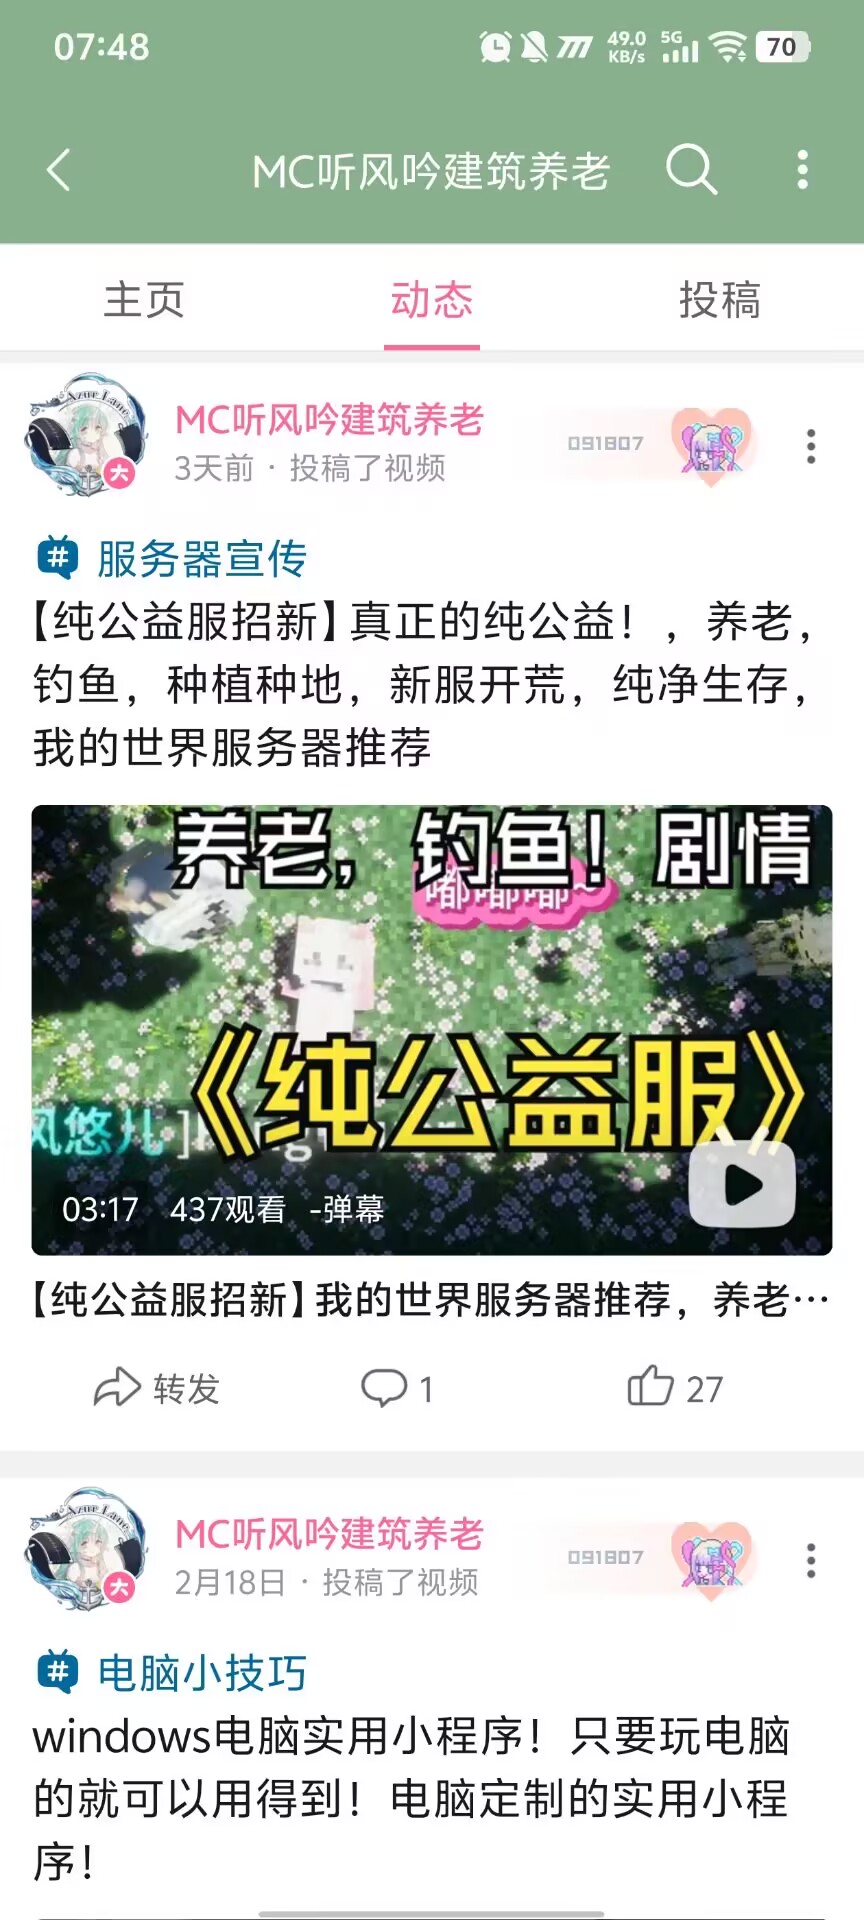 07:48
49.0
KB/s
5G
70
MC听风吟建筑养老
主页
动态
投稿
Azur Lane
MC听风吟建筑养老
091807
大
3天前 · 投稿了视频
# 服务器宣传
【纯公益服招新】真正的纯公益！，养老，
钓鱼，种植种地，新服开荒，纯净生存，
我的世界服务器推荐
养老，钓鱼！剧情
嘟嘟嘟~
《纯公益服》
风悠儿
03:17 437观看 -弹幕
【纯公益服招新】我的世界服务器推荐，养老…
转发
1
27
Azur Lane
MC听风吟建筑养老
091807
大
2月18日 · 投稿了视频
# 电脑小技巧
windows电脑实用小程序！只要玩电脑
的就可以用得到！电脑定制的实用小程
序！